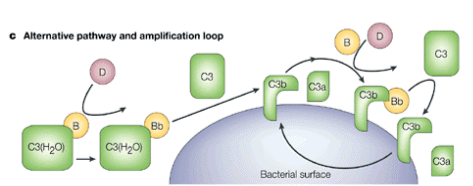 c Alternative pathway and amplification loop
D
B
C3(H₂O)
Bb
C3(H₂O)
C3
C3b
C3a
B
D
C3
C3b
Bb
C3b
C3a
Bacterial surface